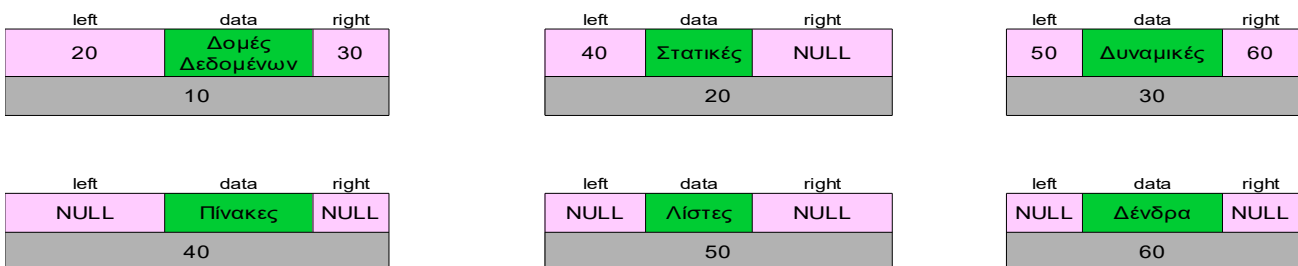 left data right left data right left data right
20 Δομές Δεδομένων 30 40 Στατικές NULL 50 Δυναμικές 60
10 20 30
left data right left data right left data right
NULL Πίνακες NULL NULL Λίστες NULL NULL Δένδρα NULL
40 50 60